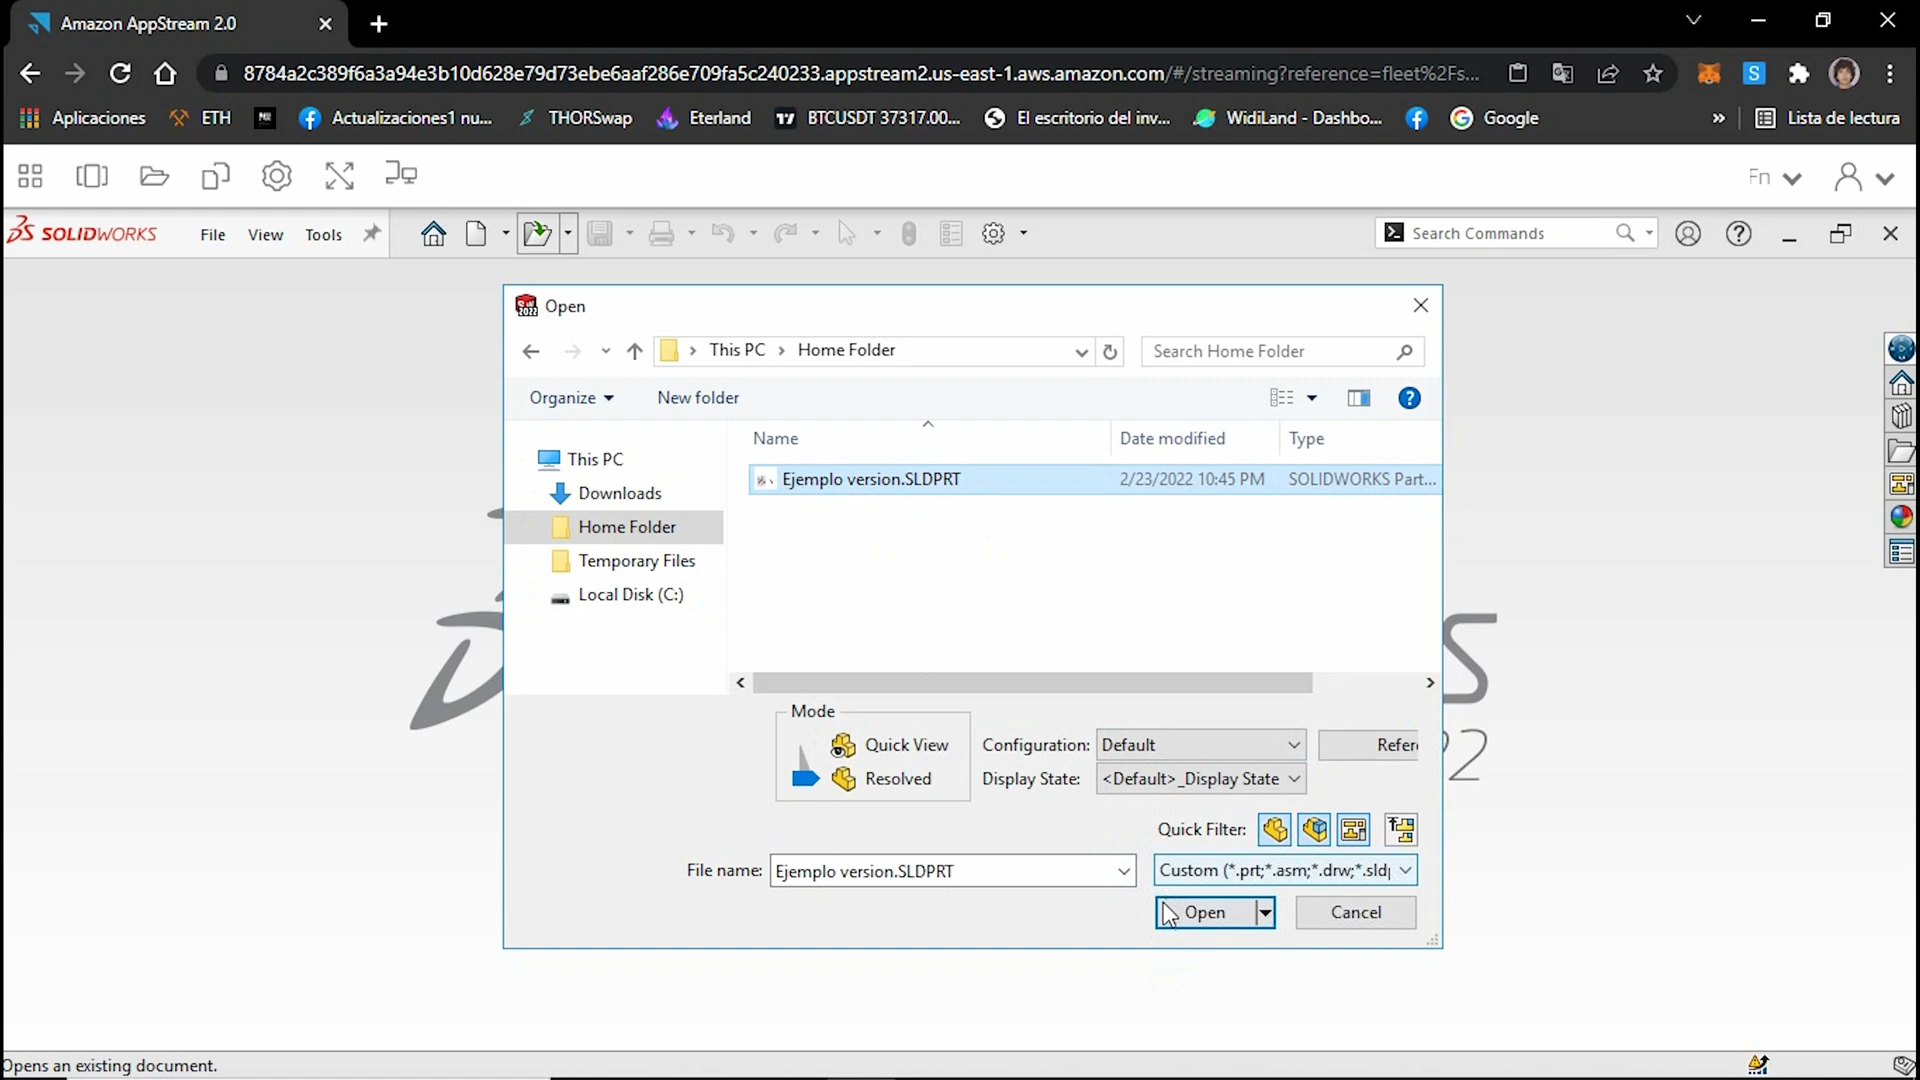 Amazon AppStream 2.0
8784a2c389f6a3a94e3b10d628e79d73ebe6aaf286e709fa5c240233.appstream2.us-east-1.aws.amazon.com/#/streaming?reference=fleet%2Fs...
Aplicaciones ETH Actualizaciones1 nu... THORSwap Eterland BTCUSDT 37317.00... El escritorio del inv... WidiLand - Dashbo... Google » Lista de lectura
Fn
SOLIDWORKS File View Tools Search Commands
Open
This PC > Home Folder Search Home Folder
Organize New folder
Name Date modified Type
This PC
Ejemplo version.SLDPRT 2/23/2022 10:45 PM SOLIDWORKS Part...
Downloads
Home Folder
Temporary Files
Local Disk (C:)
Mode
Quick View Configuration: Default Refere
Resolved Display State: <Default>_Display State
Quick Filter:
File name: Ejemplo version.SLDPRT Custom (*.prt;*.asm;*.drw;*.sldp
Open Cancel
Opens an existing document.